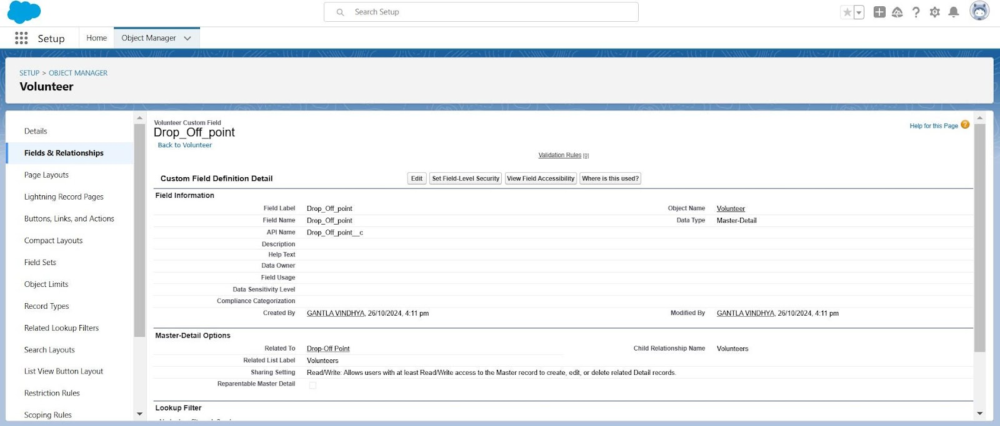 Search Setup
Setup
Home
Object Manager
SETUP > OBJECT MANAGER
Volunteer
Details
Fields & Relationships
Page Layouts
Lightning Record Pages
Buttons, Links, and Actions
Compact Layouts
Field Sets
Object Limits
Record Types
Related Lookup Filters
Search Layouts
List View Button Layout
Restriction Rules
Scoping Rules
Volunteer Custom Field
Drop_Off_point
Back to Volunteer
Help for this Page ?
Validation Rules [0]
Custom Field Definition Detail Edit Set Field-Level Security View Field Accessibility Where is this used?
Field Information
Field Label Drop_Off_point Object Name Volunteer
Field Name Drop_Off_point Data Type Master-Detail
API Name Drop_Off_point__c
Description
Help Text
Data Owner
Field Usage
Data Sensitivity Level
Compliance Categorization
Created By GANTLA VINDHYA, 26/10/2024, 4:11 pm Modified By GANTLA VINDHYA, 26/10/2024, 4:11 pm
Master-Detail Options
Related To Drop-Off Point Child Relationship Name Volunteers
Related List Label Volunteers
Sharing Setting Read/Write: Allows users with at least Read/Write access to the Master record to create, edit, or delete related Detail records.
Reparentable Master Detail
Lookup Filter